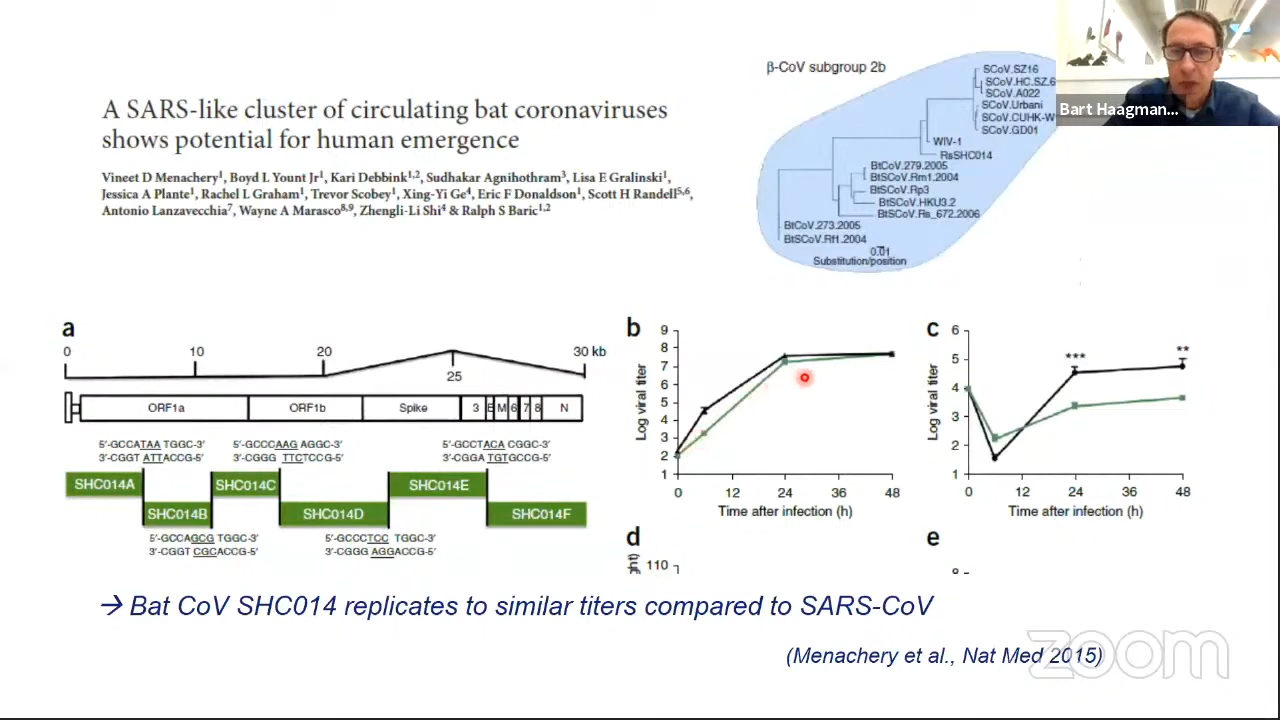 β-CoV subgroup 2b
SCoV.SZ16
SCoV.HC.SZ.6
SCoV.A022
SCoV.Urbani
SCoV.CUHK-W
SCoV.GD01
WIV-1
RsSHC014
BtCoV.279.2005
BtSCoV.Rm1.2004
BtSCoV.Rp3
BtSCoV.HKU3.2
BtSCoV.Rs_672.2006
BtCoV.273.2005
BtSCoV.Rf1.2004
0.01
Substitution/position
Bart Haagman...
A SARS-like cluster of circulating bat coronaviruses
shows potential for human emergence
Vineet D Menachery1, Boyd L Yount Jr1, Kari Debbink1,2, Sudhakar Agnihothram3, Lisa E Gralinski1,
Jessica A Plante1, Rachel L Graham1, Trevor Scobey1, Xing-Yi Ge4, Eric F Donaldson1, Scott H Randell5,6,
Antonio Lanzavecchia7, Wayne A Marasco8,9, Zhengli-Li Shi4 & Ralph S Baric1,2
a
0 10 20 30 kb
25
ORF1a ORF1b Spike 3 E M 6 7 8 N
5'-GCCATAA TGGC-3' 5'-GCCCAAG AGGC-3' 5'-GCCTACA CGGC-3'
3'-CGGT ATTACCG-5' 3'-CGGG TTCTCCG-5' 3'-CGGA TGTGCCG-5'
SHC014A SHC014C SHC014E
SHC014B SHC014D SHC014F
5'-GCCAGCG TGGC-3' 5'-GCCCTCC TGGC-3'
3'-CGGT CGCACCG-5' 3'-CGGG AGGACCG-5'
b
Log viral titer
9
8
7
6
5
4
3
2
1
0 12 24 36 48
Time after infection (h)
c
Log viral titer
6
5
4
3
2
1
***
**
0 12 24 36 48
Time after infection (h)
d
110
e
→ Bat CoV SHC014 replicates to similar titers compared to SARS-CoV
(Menachery et al., Nat Med 2015)
zoom